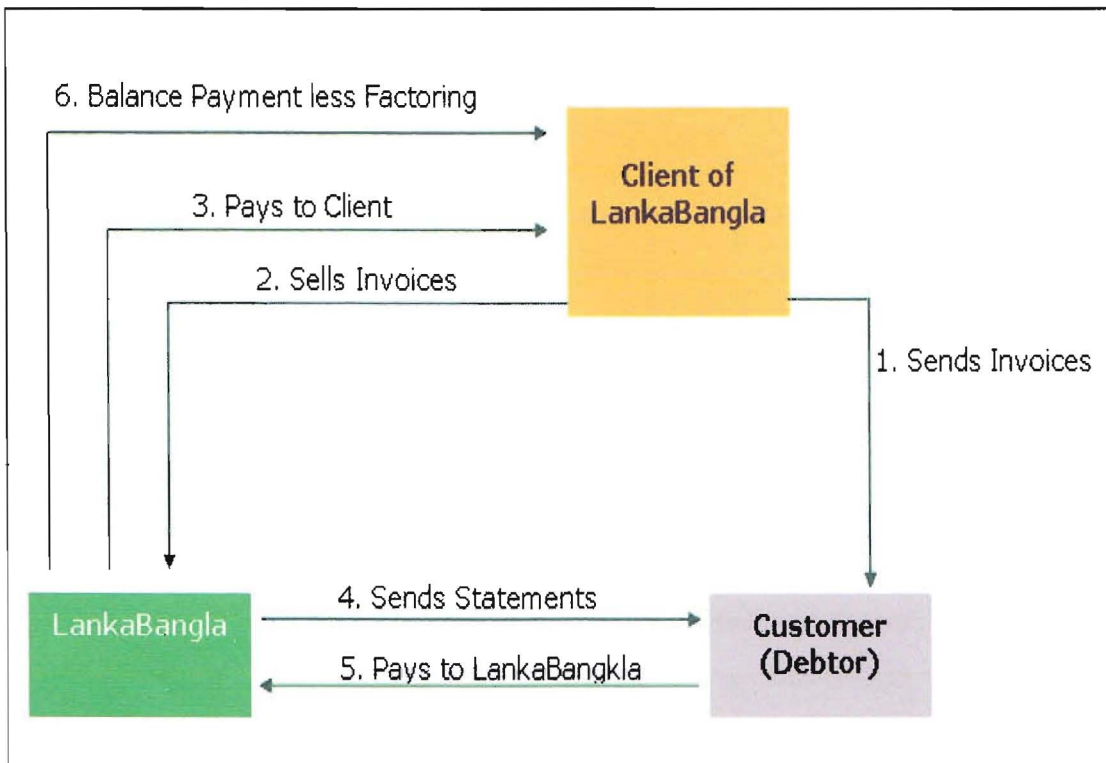 6. Balance Payment less Factoring
Client of
LankaBangla
3. Pays to Client
2. Sells Invoices
1. Sends Invoices
LankaBangla
4. Sends Statements
Customer
(Debtor)
5. Pays to LankaBangkla